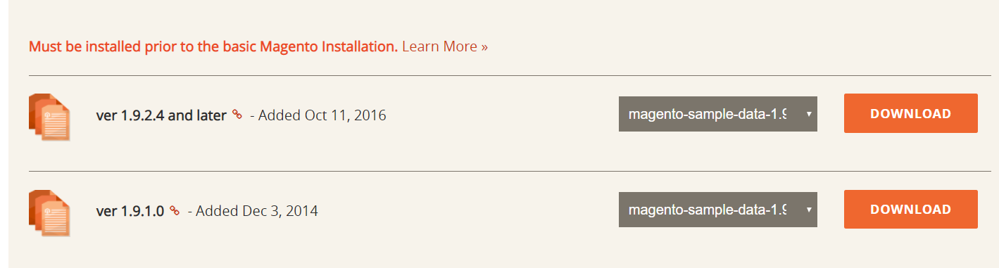 Must be installed prior to the basic Magento Installation. Learn More »
ver 1.9.2.4 and later - Added Oct 11, 2016 magento-sample-data-1.9 DOWNLOAD
ver 1.9.1.0 - Added Dec 3, 2014 magento-sample-data-1.9 DOWNLOAD